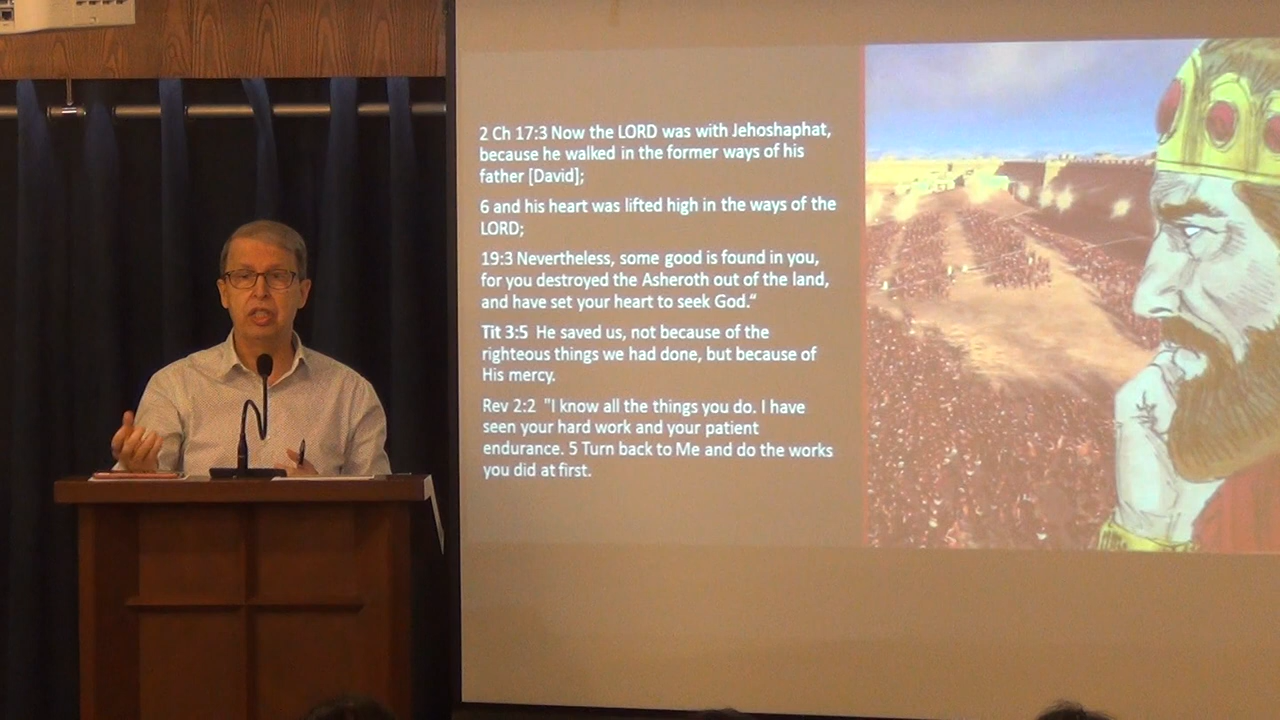 2 Ch 17:3 Now the LORD was with Jehoshaphat,
because he walked in the former ways of his
father [David];
6 and his heart was lifted high in the ways of the
LORD;
19:3 Nevertheless, some good is found in you,
for you destroyed the Asheroth out of the land,
and have set your heart to seek God.“
Tit 3:5  He saved us, not because of the
righteous things we had done, but because of
His mercy.
Rev 2:2  "I know all the things you do. I have
seen your hard work and your patient
endurance. 5 Turn back to Me and do the works
you did at first.